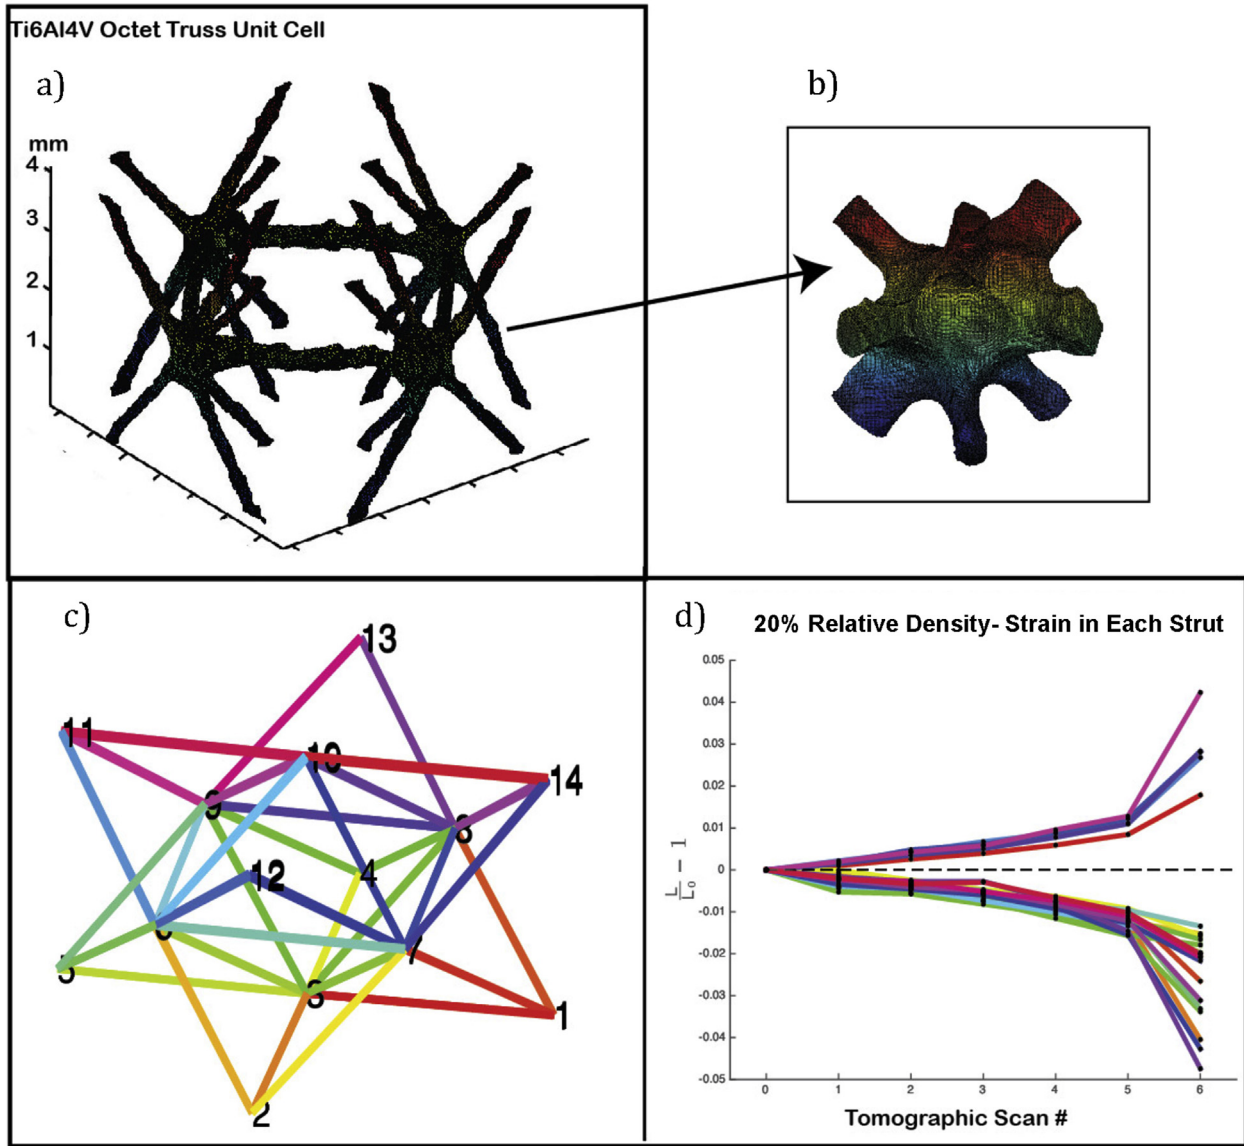 Ti6Al4V Octet Truss Unit Cell
a)
b)
mm
4
3
2
1
c)
13
11
10
14
9
8
4
12
6
7
5
3
1
2
d)
20% Relative Density- Strain in Each Strut
0.05
0.04
0.03
0.02
0.01
0
-0.01
-0.02
-0.03
-0.04
-0.05
L/L₀ − 1
0 1 2 3 4 5 6
Tomographic Scan #